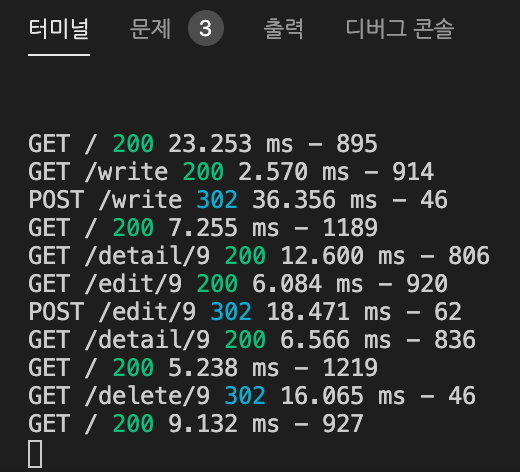 터미널 문제 3 출력 디버그 콘솔
GET / 200 23.253 ms - 895
GET /write 200 2.570 ms - 914
POST /write 302 36.356 ms - 46
GET / 200 7.255 ms - 1189
GET /detail/9 200 12.600 ms - 806
GET /edit/9 200 6.084 ms - 920
POST /edit/9 302 18.471 ms - 62
GET /detail/9 200 6.566 ms - 836
GET / 200 5.238 ms - 1219
GET /delete/9 302 16.065 ms - 46
GET / 200 9.132 ms - 927